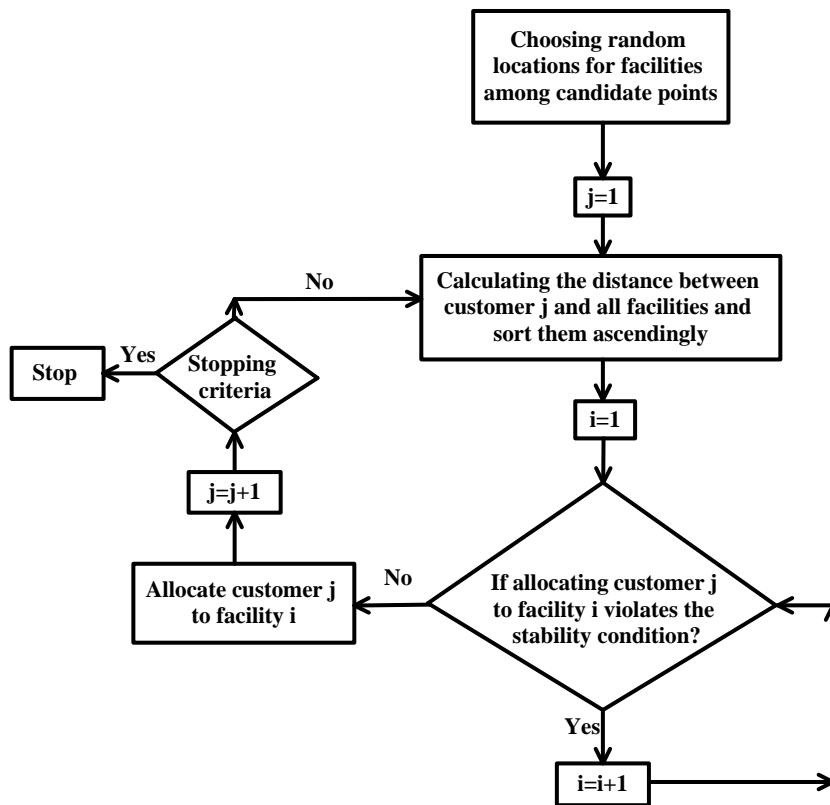 Choosing random
locations for facilities
among candidate points
j=1
No
Calculating the distance between
customer j and all facilities and
sort them ascendingly
Yes
Stop
Stopping
criteria
i=1
j=j+1
No
Allocate customer j
to facility i
If allocating customer j
to facility i violates the
stability condition?
Yes
i=i+1